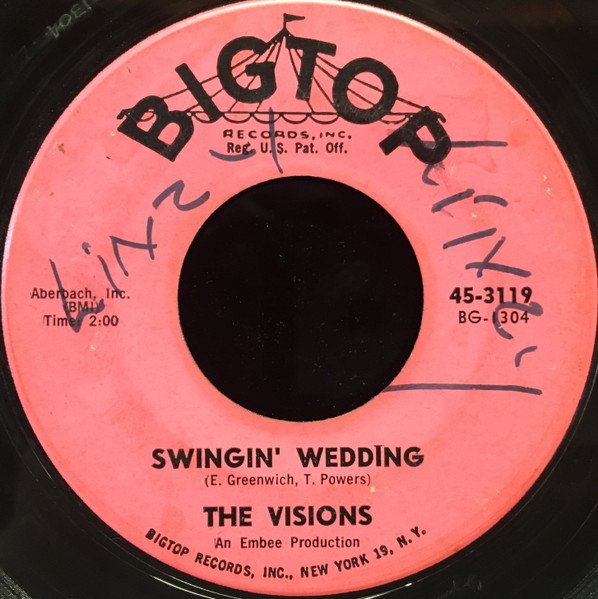 BIGTOP
RECORDS, INC.
Reg. U.S. Pat. Off.
Aberbach, Inc.
(BMI)
Time: 2:00
45-3119
BG-1304
SWINGIN' WEDDING
(E. Greenwich, T. Powers)
THE VISIONS
An Embee Production
BIGTOP RECORDS, INC., NEW YORK 19, N.Y.